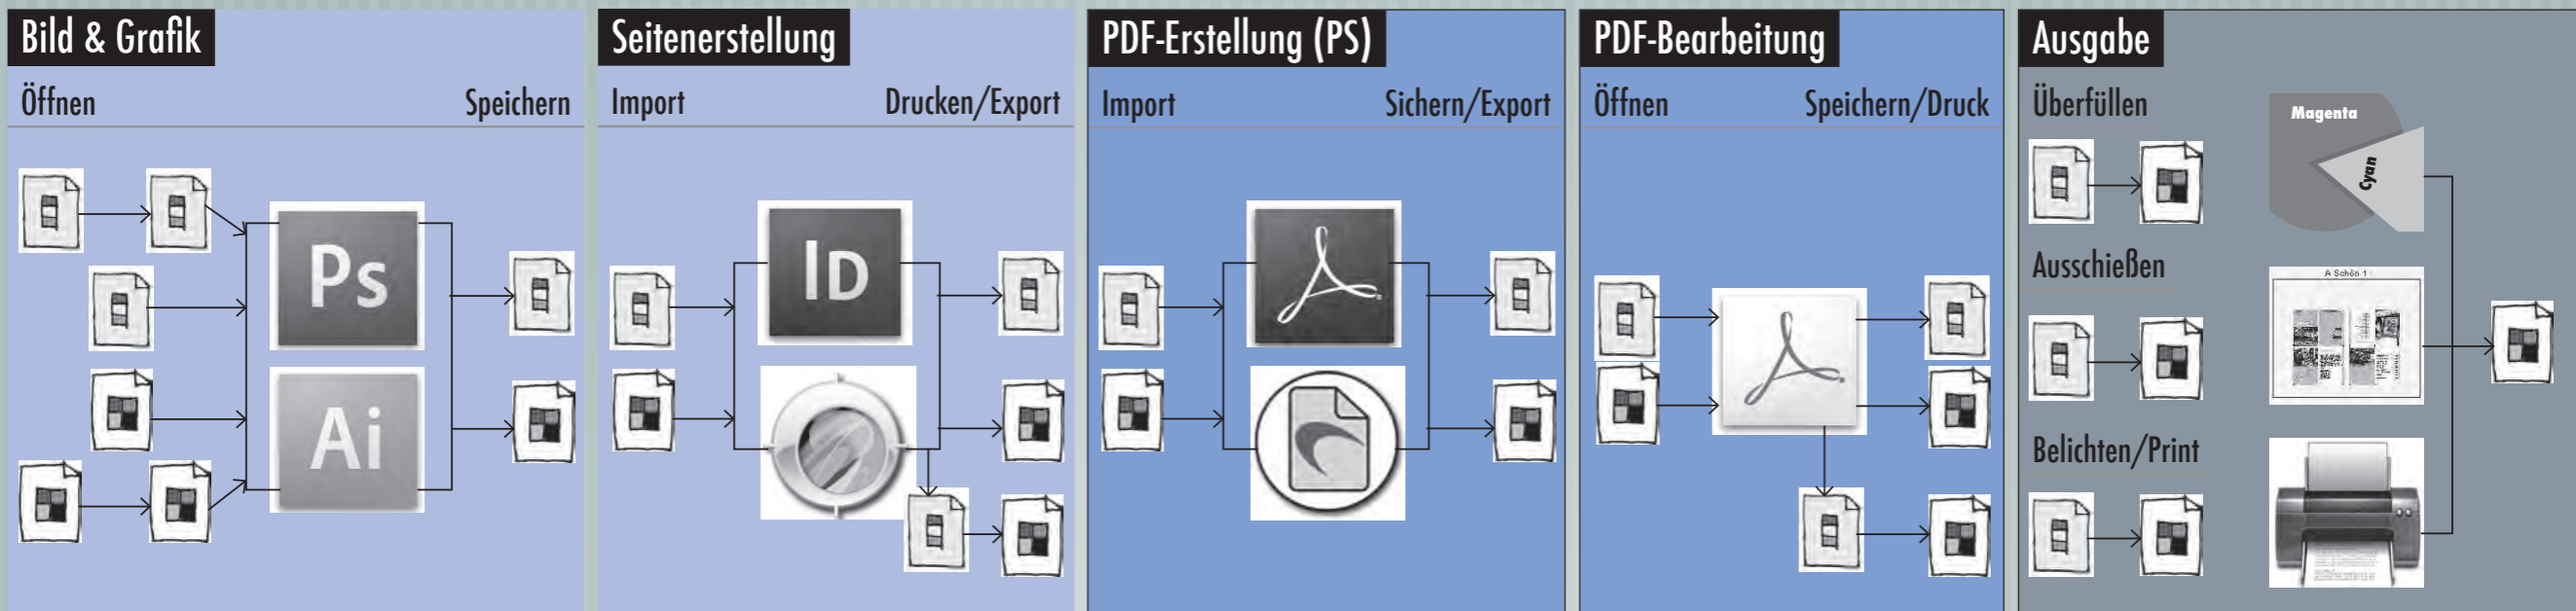 Bild & Grafik
Öffnen Speichern
Ps
Ai
Seitenerstellung
Import Drucken/Export
ID
PDF-Erstellung (PS)
Import Sichern/Export
PDF-Bearbeitung
Öffnen Speichern/Druck
Ausgabe
Überfüllen
Magenta
Cyan
Ausschießen
A Schön 1
Belichten/Print